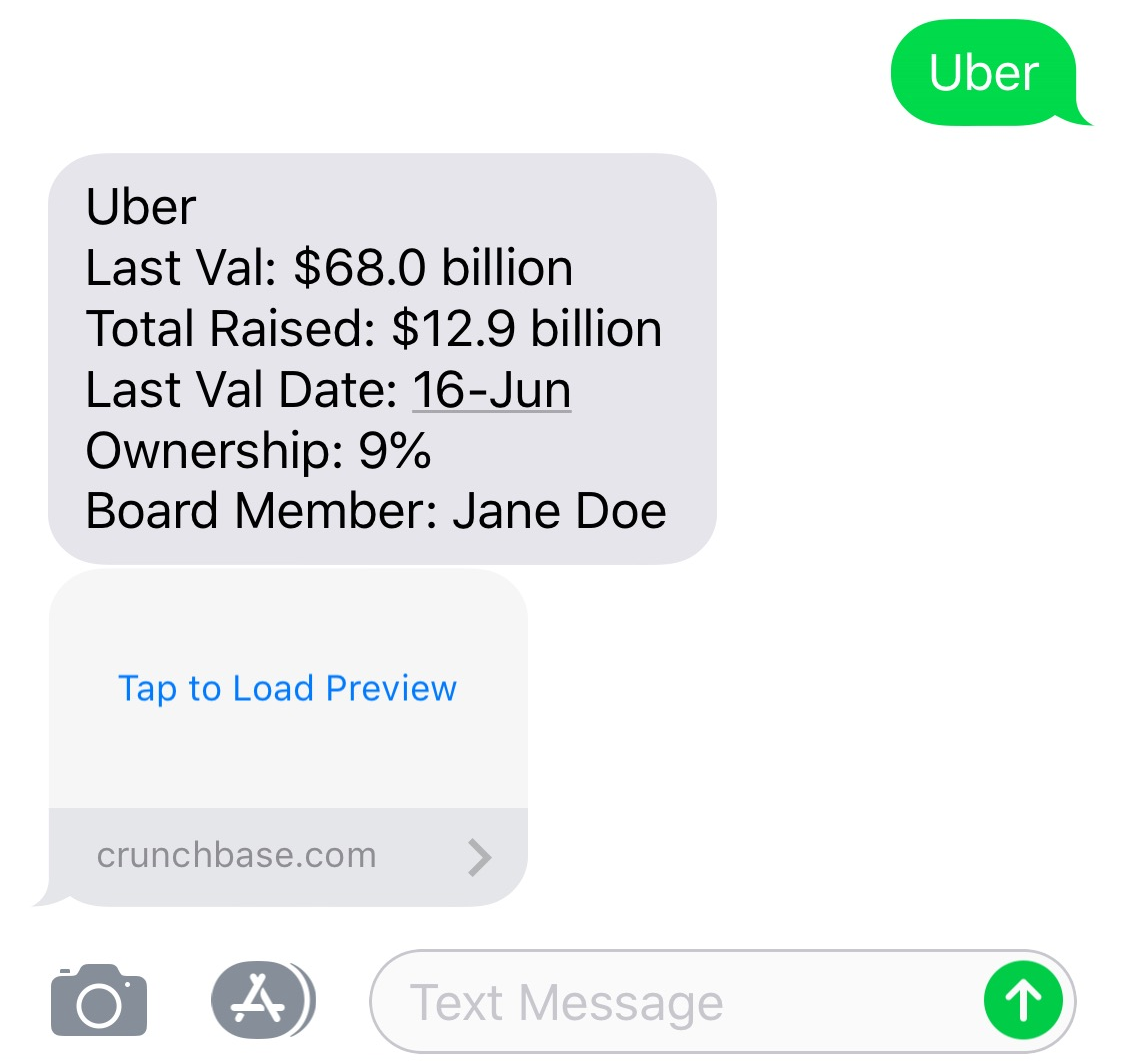 Uber
Uber
Last Val: $68.0 billion
Total Raised: $12.9 billion
Last Val Date: 16-Jun
Ownership: 9%
Board Member: Jane Doe
Tap to Load Preview
crunchbase.com
Text Message